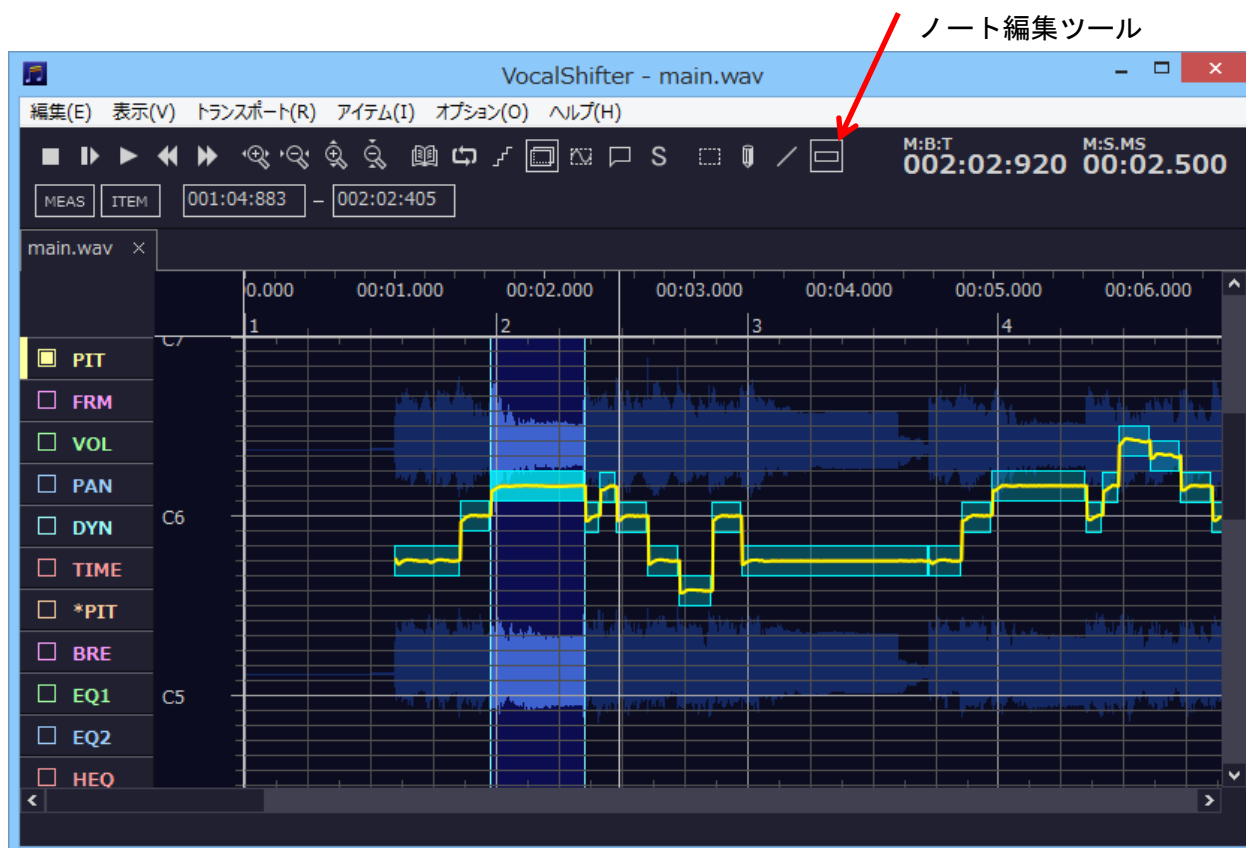 ノート編集ツール
VocalShifter - main.wav
編集(E) 表示(V) トランスポート(R) アイテム(I) オプション(O) ヘルプ(H)
S
M:B:T
002:02:920
M:S.MS
00:02.500
MEAS ITEM 001:04:883 – 002:02:405
main.wav ×
0.000 00:01.000 00:02.000 00:03.000 00:04.000 00:05.000 00:06.000
1 2 3 4
C7
PIT
FRM
VOL
PAN
C6
DYN
TIME
*PIT
BRE
EQ1
C5
EQ2
HEQ